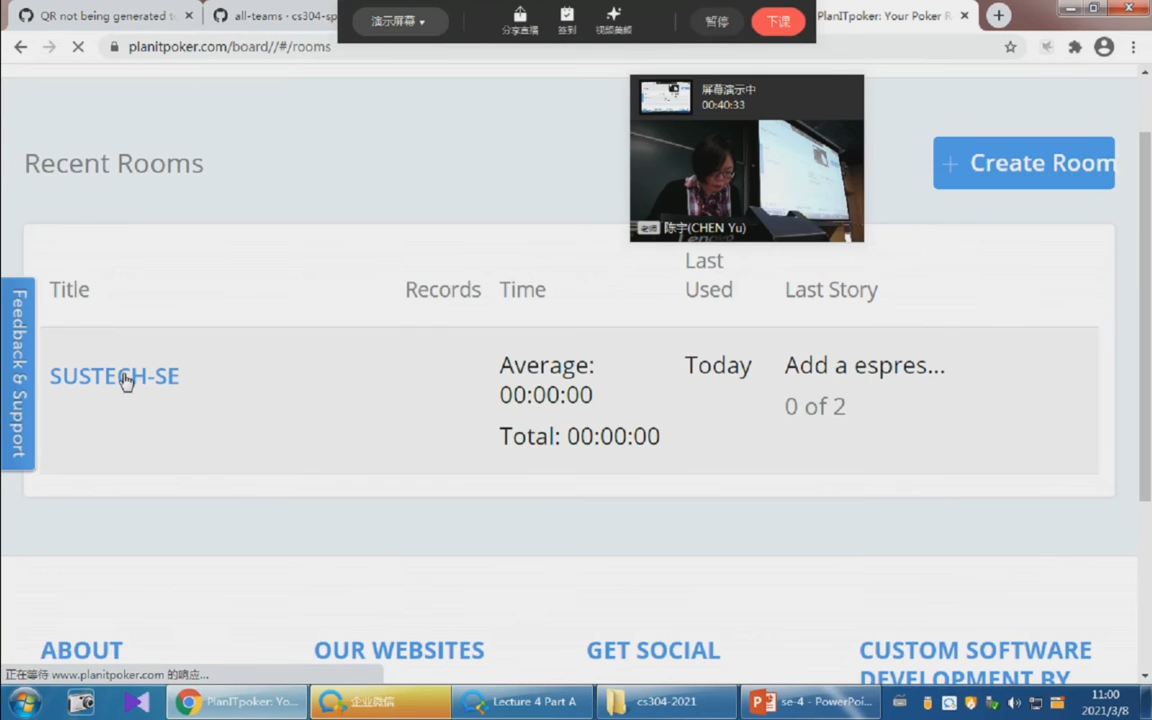 QR not being generated t
all-teams · cs304-sp
演示屏幕
分享直播
签到
视频美颜
暂停
下课
PlanITpoker: Your Poker R
planitpoker.com/board//#/rooms
屏幕演示中
00:40:33
老师 陈宇(CHEN Yu)
Lenovo
Recent Rooms
+ Create Room
Title
Records
Time
Last
Used
Last Story
SUSTECH-SE
Average:
00:00:00
Total: 00:00:00
Today
Add a espres...
0 of 2
Feedback & Support
ABOUT
OUR WEBSITES
GET SOCIAL
CUSTOM SOFTWARE
DEVELOPMENT BY
正在等待 www.planitpoker.com 的响应...
PlanITpoker: Yo...
企业微信
Lecture 4 Part A
cs304-2021
se-4 - PowerPoi...
11:00
2021/3/8